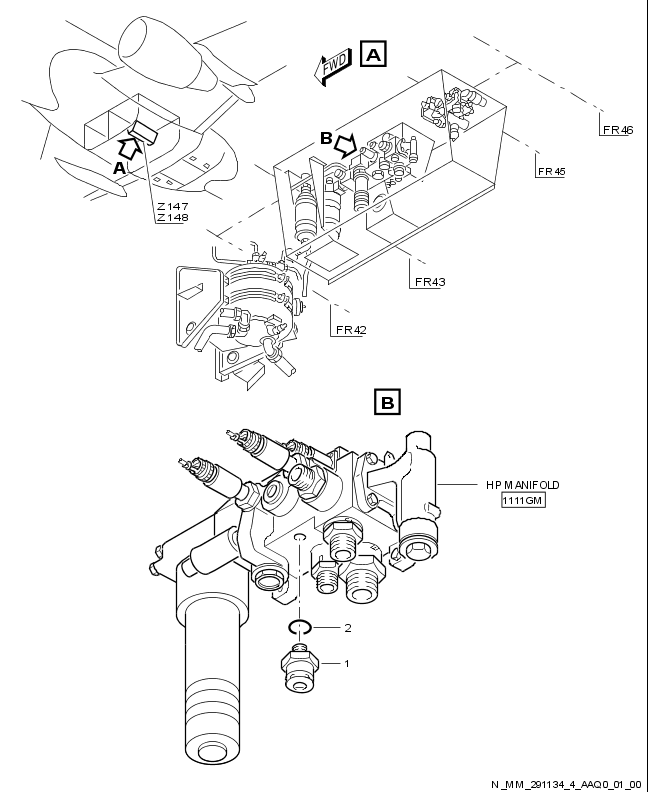 FWD
A
FR46
B
FR45
A
Z147
Z148
FR43
FR42
B
HP MANIFOLD
1111GM
2
1
N_MM_291134_4_AAQ0_01_00